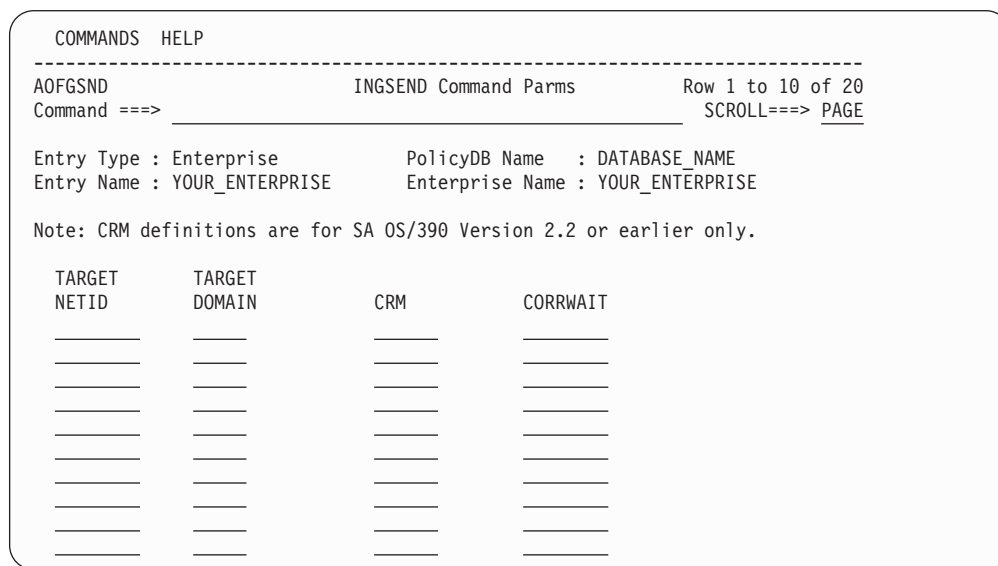 COMMANDS HELP
-------------------------------------------------------------------------------
AOFGSND INGSEND Command Parms Row 1 to 10 of 20
Command ===> SCROLL===> PAGE
Entry Type : Enterprise PolicyDB Name : DATABASE_NAME
Entry Name : YOUR_ENTERPRISE Enterprise Name : YOUR_ENTERPRISE
Note: CRM definitions are for SA OS/390 Version 2.2 or earlier only.
TARGET TARGET
NETID DOMAIN CRM CORRWAIT